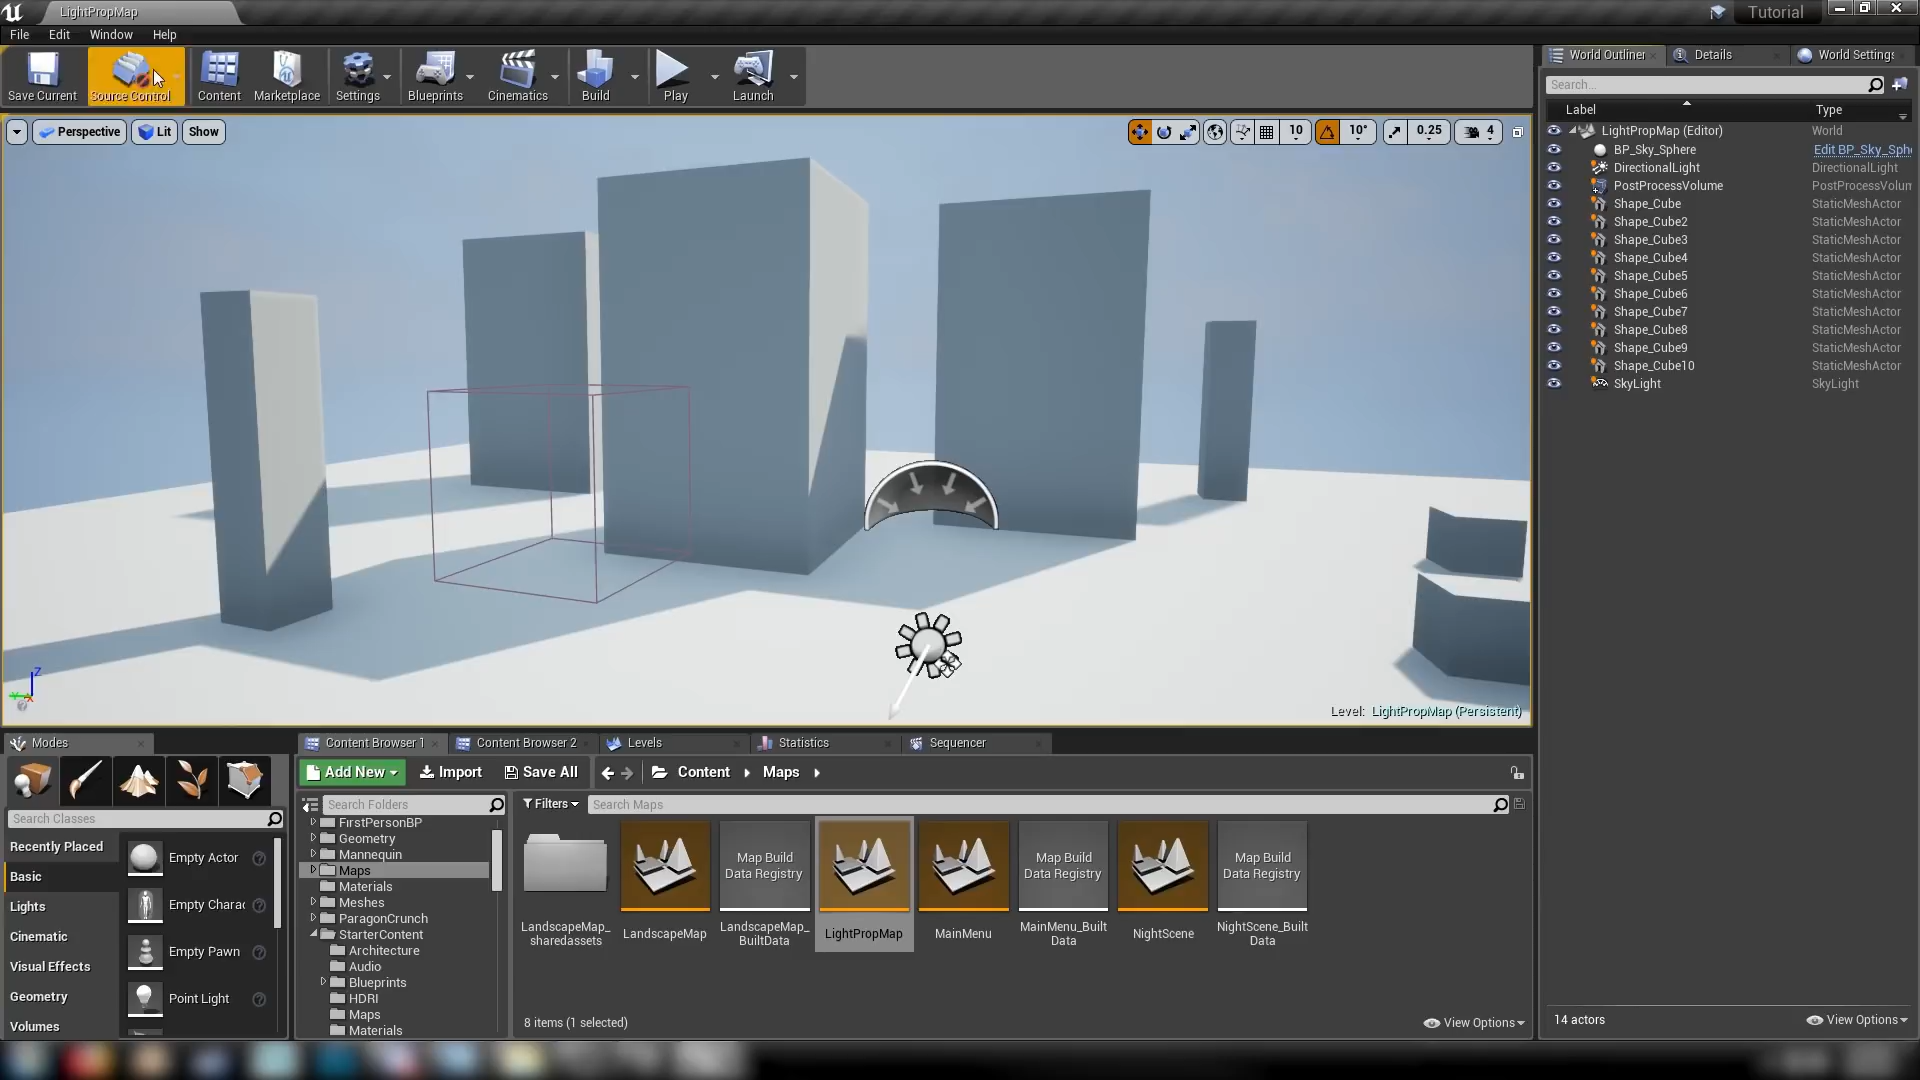 LightPropMap
Tutorial
File Edit Window Help
Save Current Source Control Content Marketplace Settings Blueprints Cinematics Build Play Launch
Perspective Lit Show 10 10° 0.25 4
Level: LightPropMap (Persistent)
Z
World Outliner Details World Settings
Search...
Label Type
LightPropMap (Editor) World
BP_Sky_Sphere Edit BP_Sky_Sph
DirectionalLight DirectionalLight
PostProcessVolume PostProcessVolum
Shape_Cube StaticMeshActor
Shape_Cube2 StaticMeshActor
Shape_Cube3 StaticMeshActor
Shape_Cube4 StaticMeshActor
Shape_Cube5 StaticMeshActor
Shape_Cube6 StaticMeshActor
Shape_Cube7 StaticMeshActor
Shape_Cube8 StaticMeshActor
Shape_Cube9 StaticMeshActor
Shape_Cube10 StaticMeshActor
SkyLight SkyLight
14 actors View Options
Modes
Search Classes
Recently Placed
Basic
Lights
Cinematic
Visual Effects
Geometry
Volumes
Empty Actor
Empty Charac
Empty Pawn
Point Light
Content Browser 1 Content Browser 2 Levels Statistics Sequencer
Add New Import Save All Content Maps
Search Folders
FirstPersonBP
Geometry
Mannequin
Maps
Materials
Meshes
ParagonCrunch
StarterContent
Architecture
Audio
Blueprints
HDRI
Maps
Materials
Filters Search Maps
Map Build
Data Registry
Map Build
Data Registry
Map Build
Data Registry
LandscapeMap_
sharedassets
LandscapeMap
LandscapeMap_
BuiltData
LightPropMap
MainMenu
MainMenu_Built
Data
NightScene
NightScene_Built
Data
8 items (1 selected) View Options